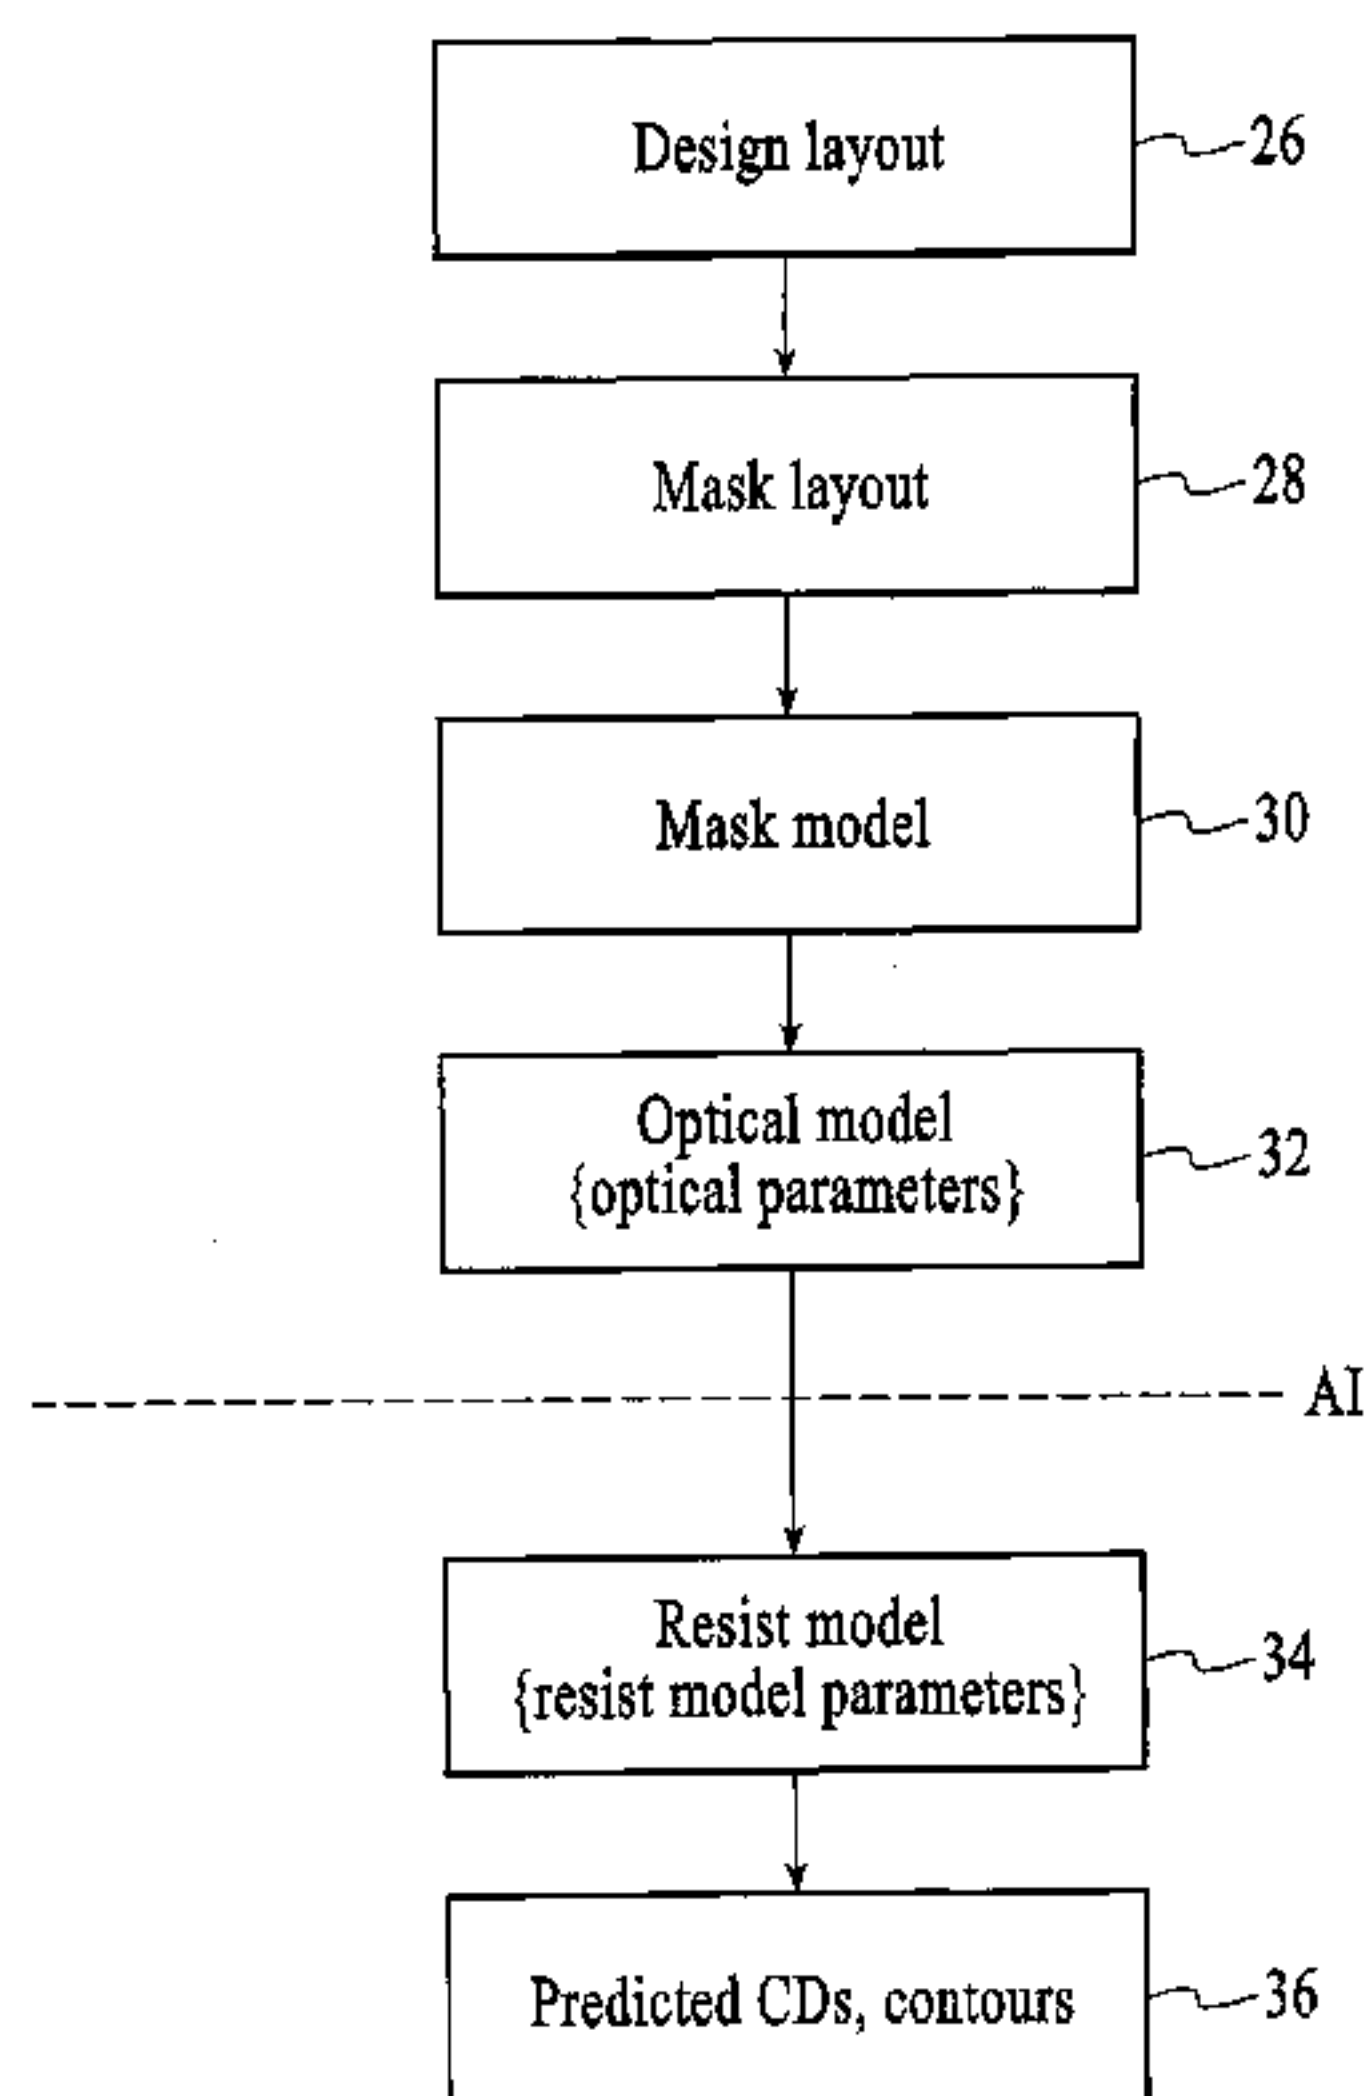 Design layout
26
Mask layout
28
Mask model
30
Optical model
{optical parameters}
32
AI
Resist model
{resist model parameters}
34
Predicted CDs, contours
36